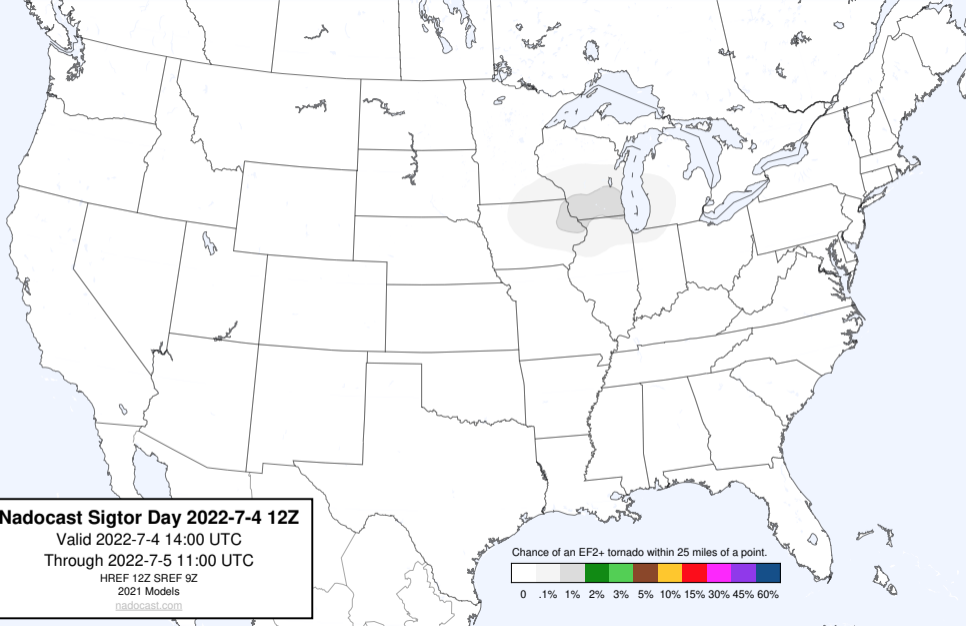 Nadocast Sigtor Day 2022-7-4 12Z
Valid 2022-7-4 14:00 UTC
Through 2022-7-5 11:00 UTC
HREF 12Z SREF 9Z
2021 Models
nadocast.com
Chance of an EF2+ tornado within 25 miles of a point.
0 .1% 1% 2% 3% 5% 10% 15% 30% 45% 60%